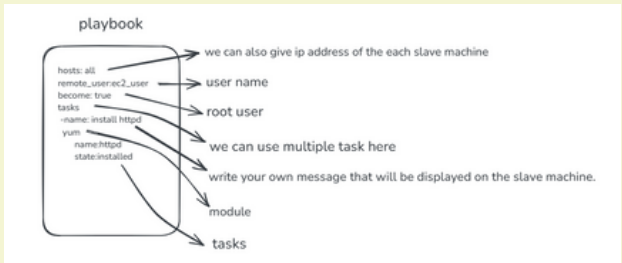 playbook
hosts: all
remote_user:ec2_user
become: true
tasks
-name: install httpd
yum
name:httpd
state:installed
we can also give ip address of the each slave machine
user name
root user
we can use multiple task here
write your own message that will be displayed on the slave machine.
module
tasks